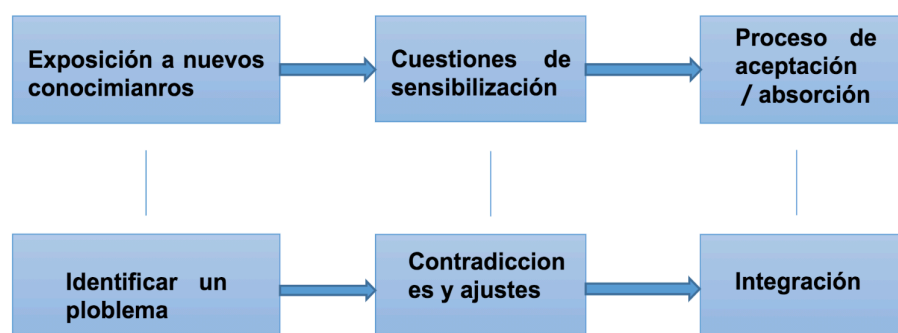 Exposición a nuevos
conocimianros
Cuestiones de
sensibilización
Proceso de
aceptación
/ absorción
Identificar un
ploblema
Contradiccion
es y ajustes
Integración